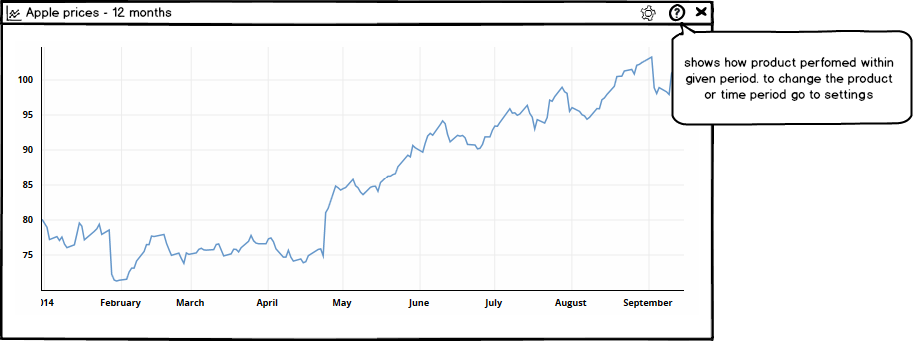 Apple prices - 12 months
?
shows how product perfomed within
given period. to change the product
or time period go to settings
100
95
90
85
80
75
014 February March April May June July August September